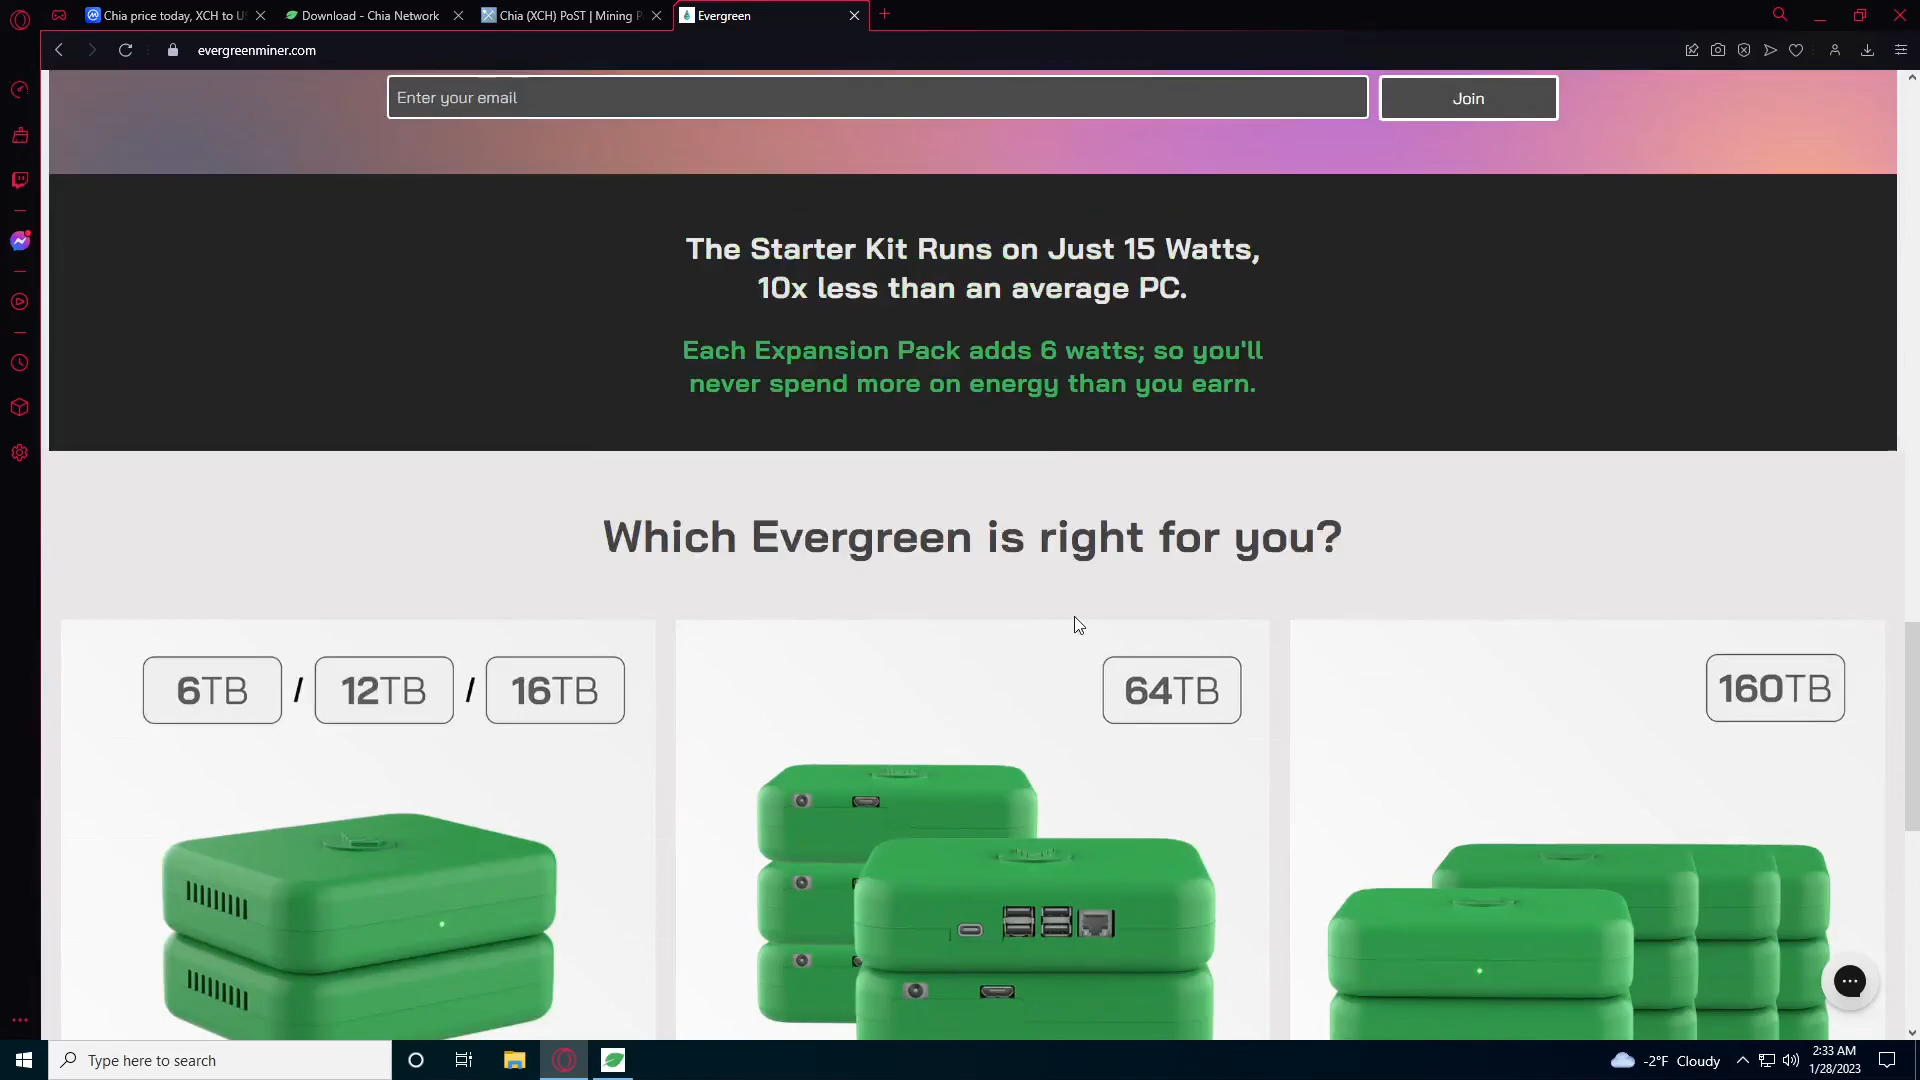 Chia price today, XCH to U
Download - Chia Network
Chia (XCH) PoST | Mining P
Evergreen
evergreenminer.com
Enter your email
Join
The Starter Kit Runs on Just 15 Watts,
10x less than an average PC.
Each Expansion Pack adds 6 watts; so you'll
never spend more on energy than you earn.
Which Evergreen is right for you?
6TB / 12TB / 16TB
64TB
160TB
Type here to search
-2°F Cloudy
2:33 AM
1/28/2023